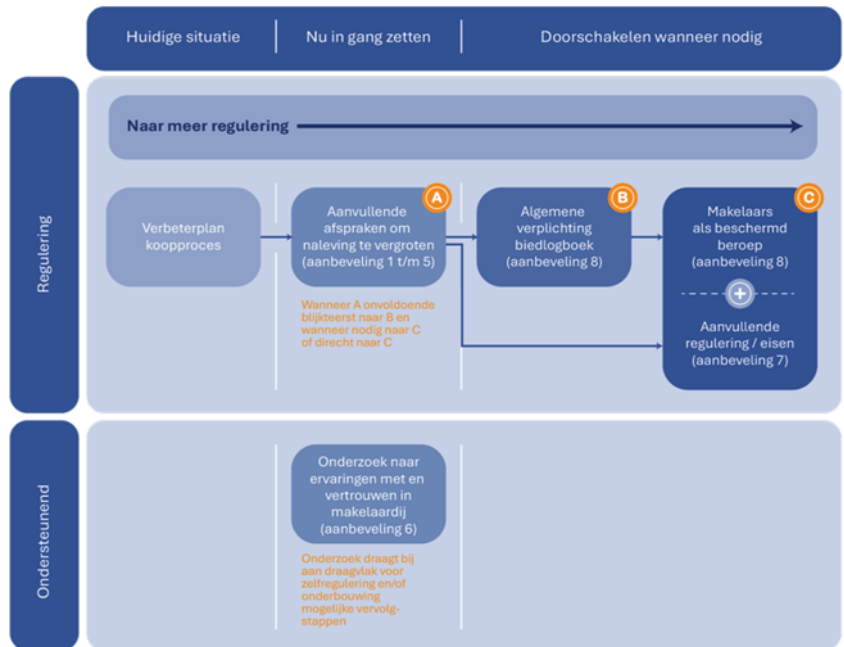 Huidige situatie
Nu in gang zetten
Doorschakelen wanneer nodig
Regulering
Naar meer regulering
Verbeterplan
koopproces
A
Aanvullende
afspraken om
naleving te vergroten
(aanbeveling 1 t/m 5)
Wanneer A onvoldoende
blijkteerst naar B en
wanneer nodig naar C
of direct naar C
B
Algemene
verplichting
biedlogboek
(aanbeveling 8)
C
Makelaars
als beschermd
beroep
(aanbeveling 8)
+
Aanvullende
regulering / eisen
(aanbeveling 7)
Ondersteunend
Onderzoek naar
ervaringen met en
vertrouwen in
makelaardij
(aanbeveling 6)
Onderzoek draagt bij
aan draagvlak voor
zelfregulering en/of
onderbouwing
mogelijke vervolg-
stappen